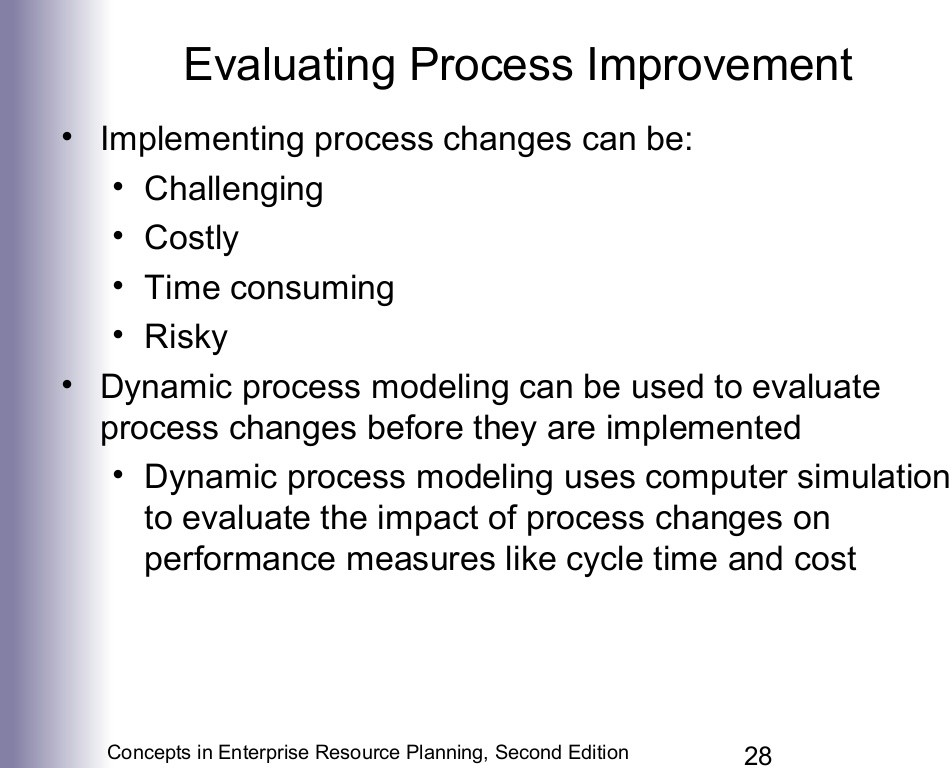 Evaluating Process Improvement
• Implementing process changes can be:
• Challenging
• Costly
• Time consuming
• Risky
• Dynamic process modeling can be used to evaluate
process changes before they are implemented
• Dynamic process modeling uses computer simulation
to evaluate the impact of process changes on
performance measures like cycle time and cost
Concepts in Enterprise Resource Planning, Second Edition
28